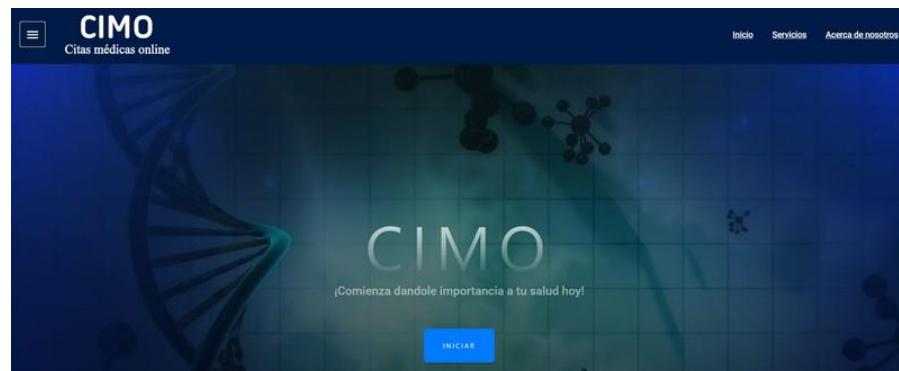 CIMO
Citas médicas online
Inicio Servicios Acerca de nosotros
CIMO
¡Comienza dandole importancia a tu salud hoy!
INICIAR